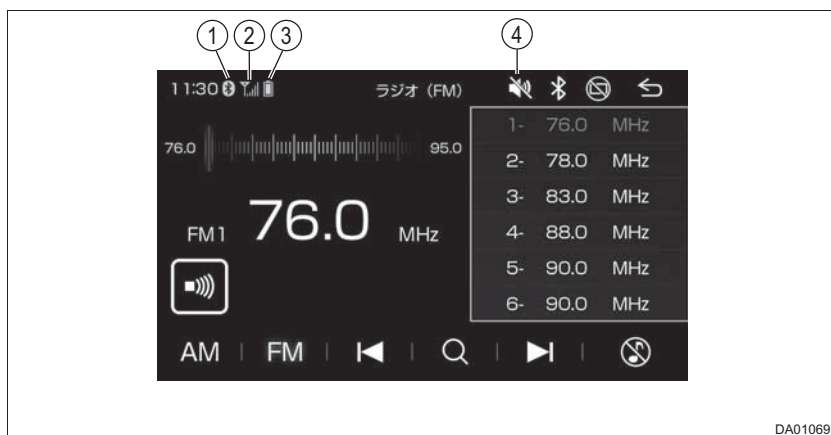 1 2 3 4
11:30 ラジオ (FM)
76.0 95.0
FM1 76.0 MHz
1- 76.0 MHz
2- 78.0 MHz
3- 83.0 MHz
4- 88.0 MHz
5- 90.0 MHz
6- 90.0 MHz
AM FM
DA01069